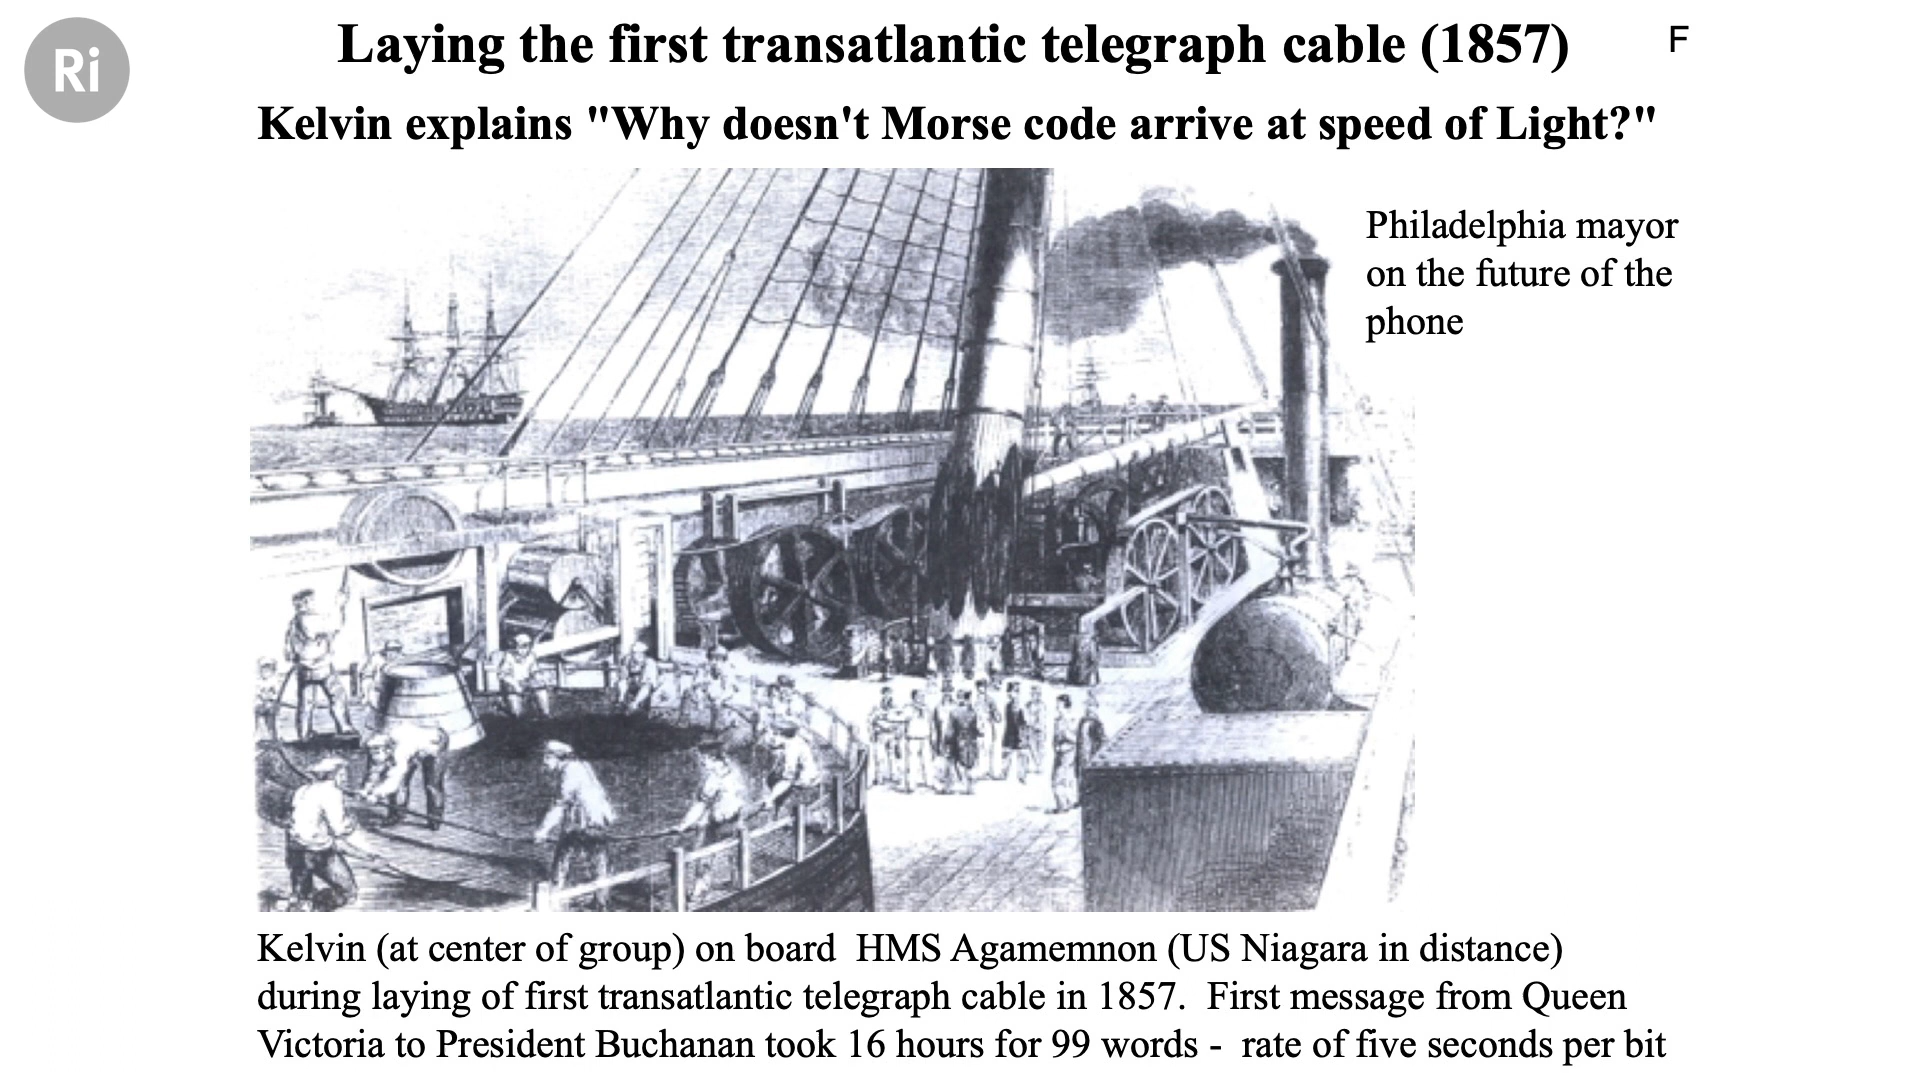 Ri
Laying the first transatlantic telegraph cable (1857)
F
Kelvin explains "Why doesn't Morse code arrive at speed of Light?"
Philadelphia mayor
on the future of the
phone
Kelvin (at center of group) on board  HMS Agamemnon (US Niagara in distance)
during laying of first transatlantic telegraph cable in 1857.  First message from Queen
Victoria to President Buchanan took 16 hours for 99 words -  rate of five seconds per bit